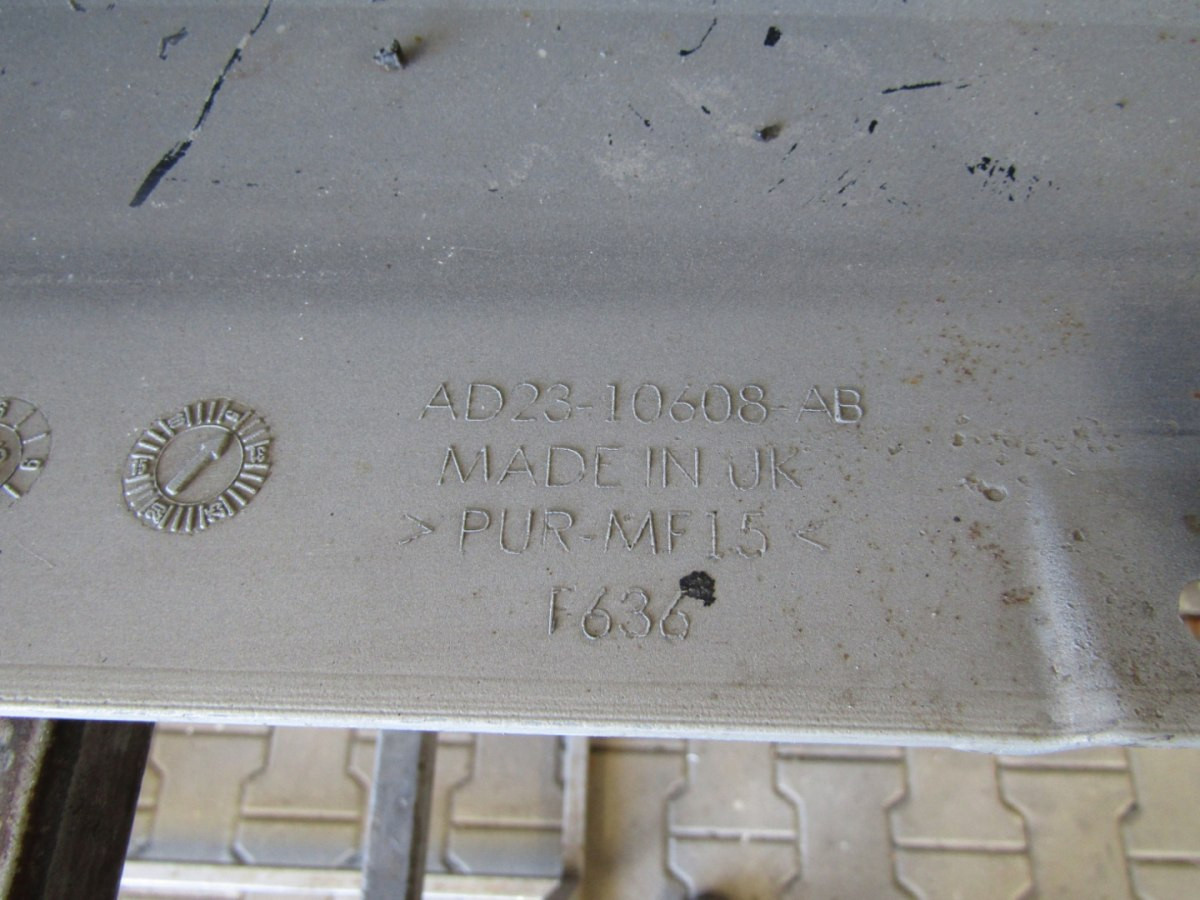 AD23-10608-AB
MADE IN UK
>PUR-MF15<
F636